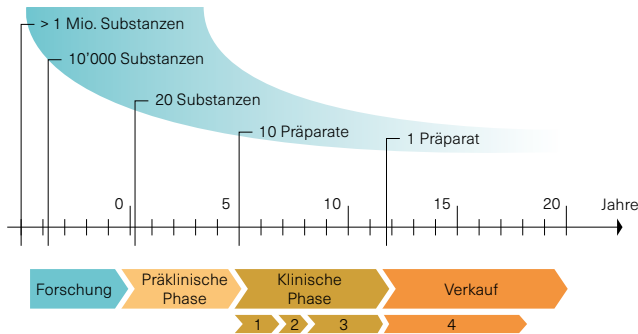 > 1 Mio. Substanzen
10’000 Substanzen
20 Substanzen
10 Präparate
1 Präparat
0 5 10 15 20 Jahre
Forschung
Präklinische
Phase
Klinische
Phase
Verkauf
1 2 3 4